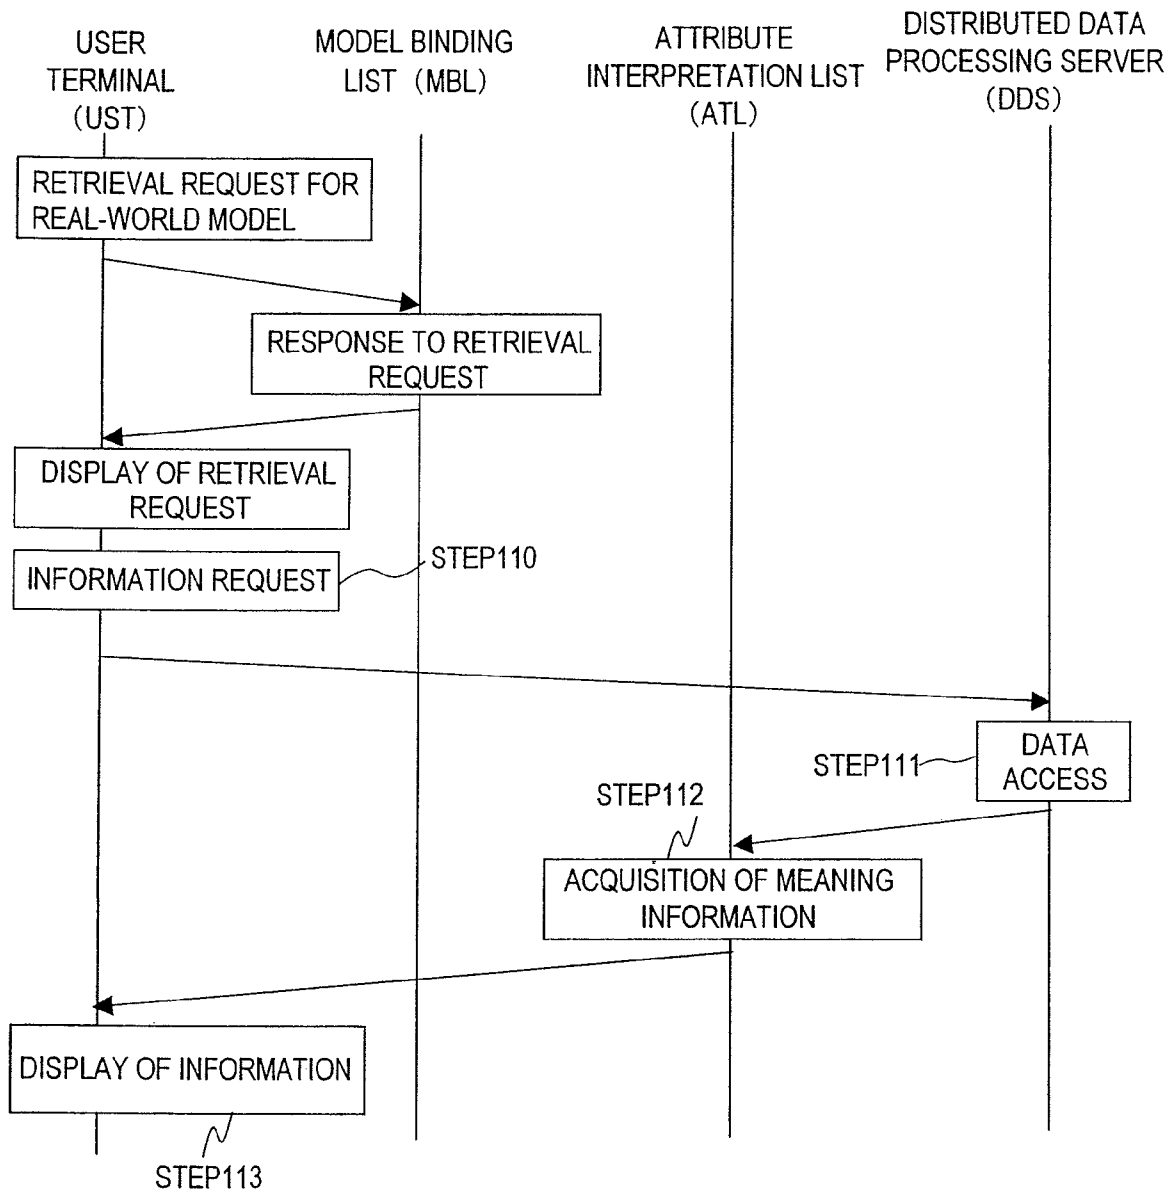 USER
TERMINAL
(UST)
MODEL BINDING
LIST (MBL)
ATTRIBUTE
INTERPRETATION LIST
(ATL)
DISTRIBUTED DATA
PROCESSING SERVER
(DDS)
RETRIEVAL REQUEST FOR
REAL-WORLD MODEL
RESPONSE TO RETRIEVAL
REQUEST
DISPLAY OF RETRIEVAL
REQUEST
INFORMATION REQUEST
STEP110
DATA
ACCESS
STEP111
STEP112
ACQUISITION OF MEANING
INFORMATION
DISPLAY OF INFORMATION
STEP113